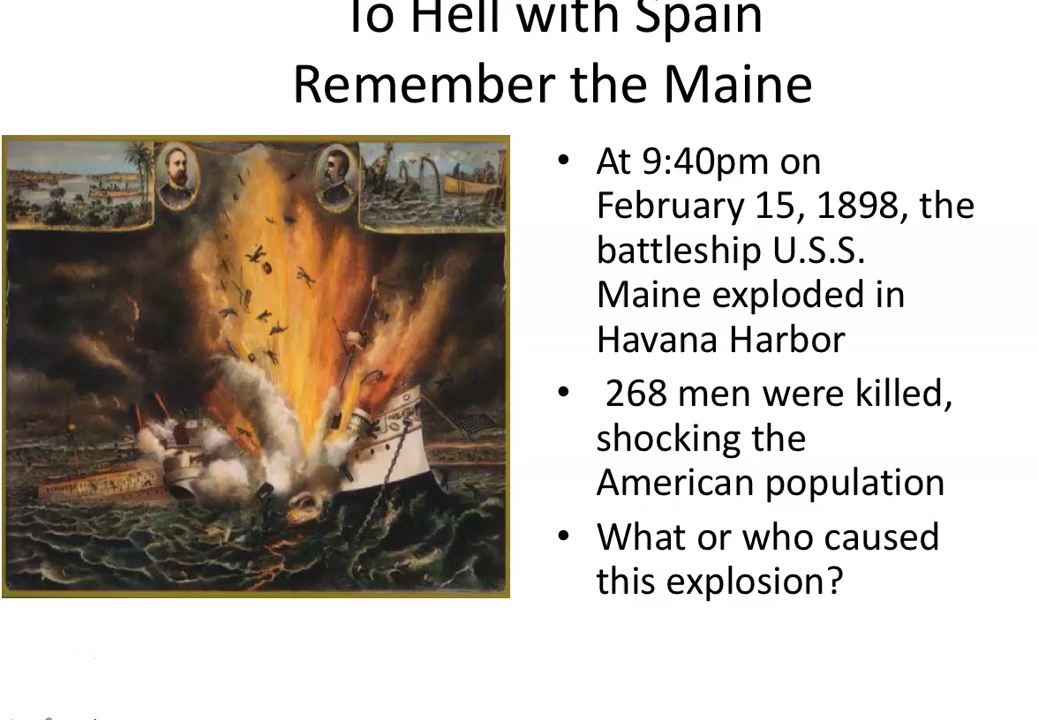 To Hell with Spain
Remember the Maine
• At 9:40pm on
February 15, 1898, the
battleship U.S.S.
Maine exploded in
Havana Harbor
• 268 men were killed,
shocking the
American population
• What or who caused
this explosion?